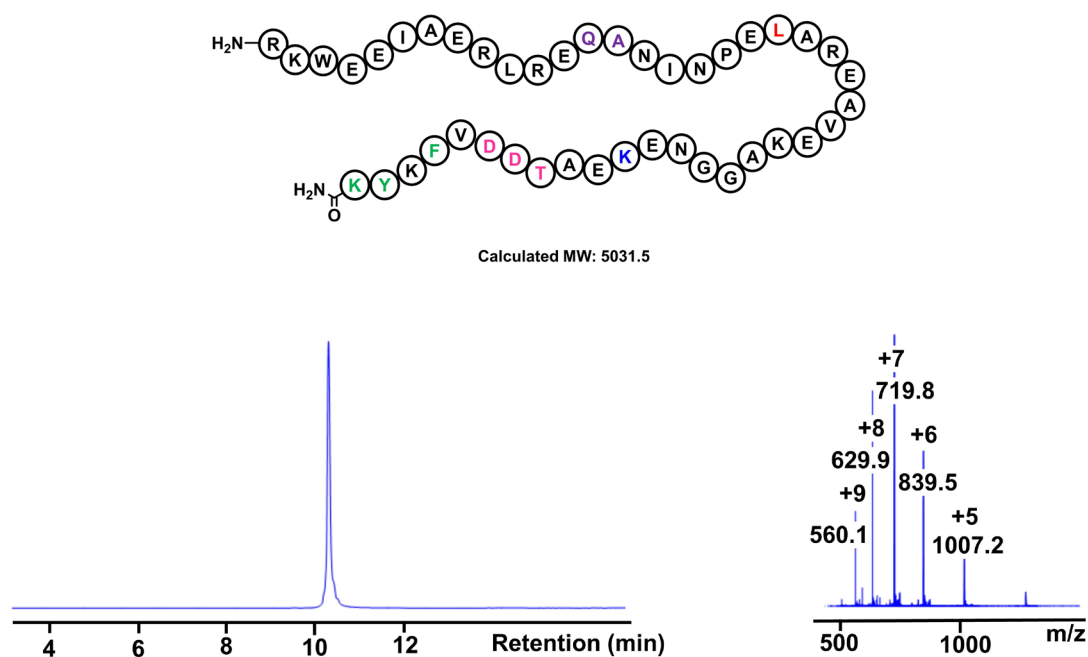 H₂N R K W E E I A E R L R E Q A N I N P E L A R E A V E K A G G N E K E A T D D V F K Y K
H₂N
O
Calculated MW: 5031.5
+7
719.8
+8
+6
629.9
839.5
+9
+5
560.1
1007.2
4 6 8 10 12 Retention (min)
500 1000 m/z